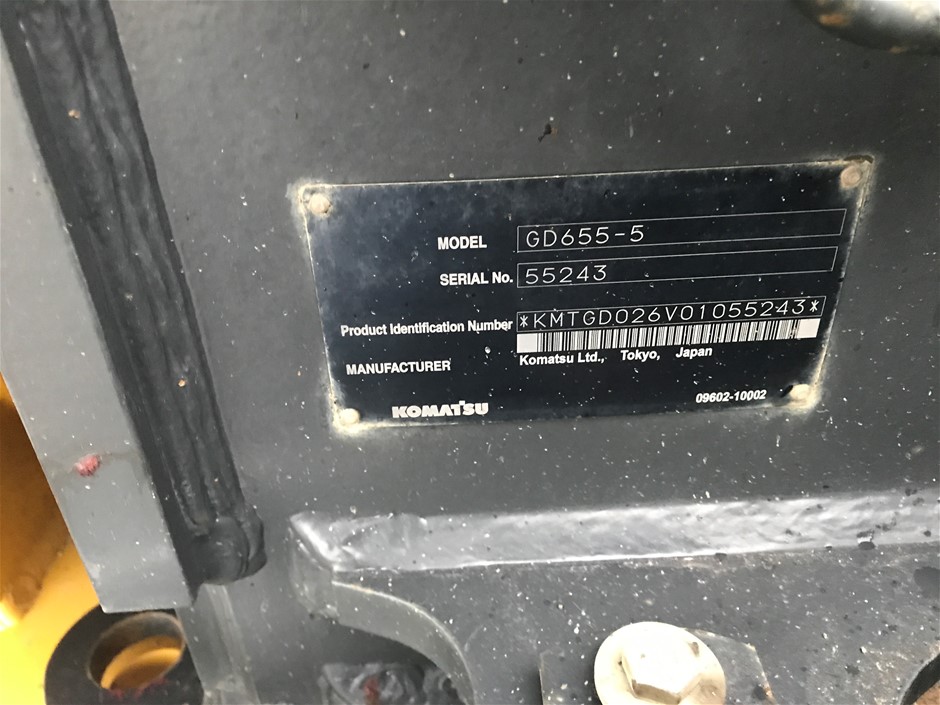 MODEL GD655-5
SERIAL No. 55243
Product Identification Number *KMTGD026V01055243*
MANUFACTURER Komatsu Ltd., Tokyo, Japan
KOMATSU 09602-10002